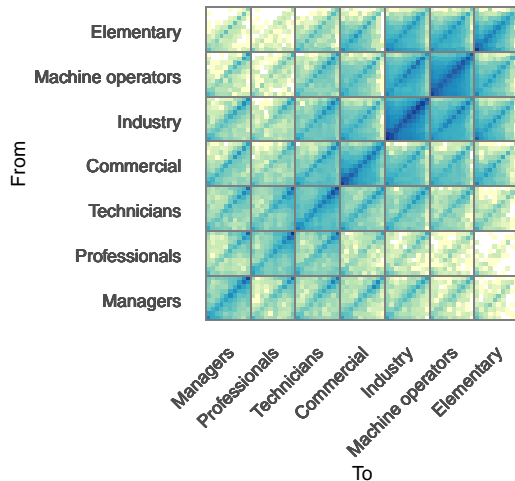 Elementary
Machine operators
Industry
Commercial
Technicians
Professionals
Managers
From
Managers
Professionals
Technicians
Commercial
Industry
Machine operators
Elementary
To